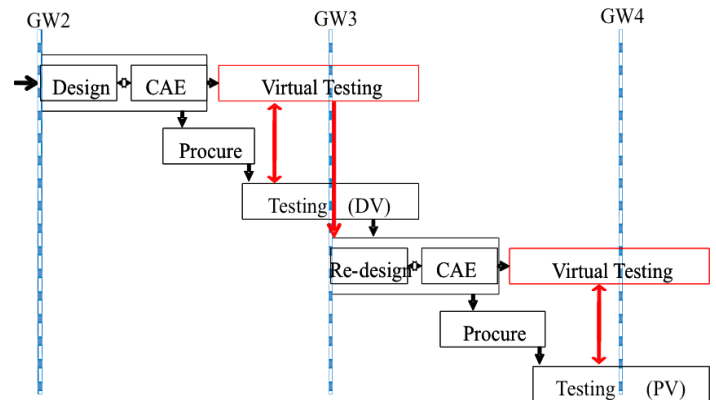 GW2 GW3 GW4
Design CAE Virtual Testing
Procure
Testing (DV)
Re-design CAE Virtual Testing
Procure
Testing (PV)